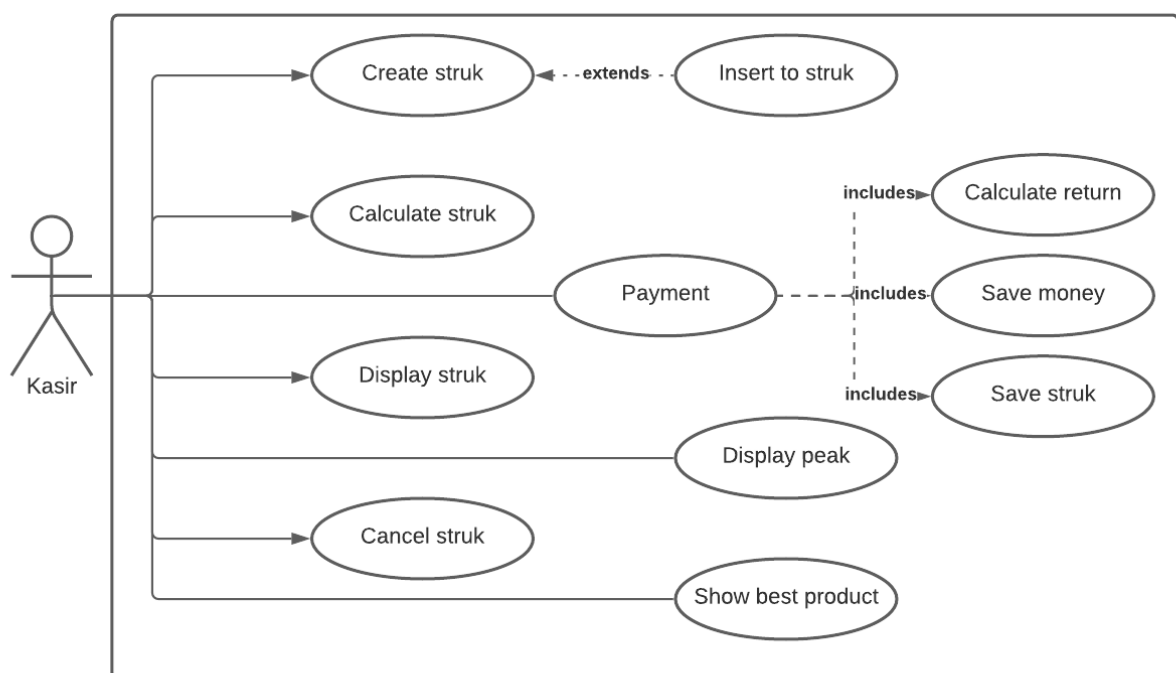 Create struk
extends
Insert to struk
Calculate struk
includes
Calculate return
Payment
includes
Save money
Kasir
Display struk
includes
Save struk
Display peak
Cancel struk
Show best product